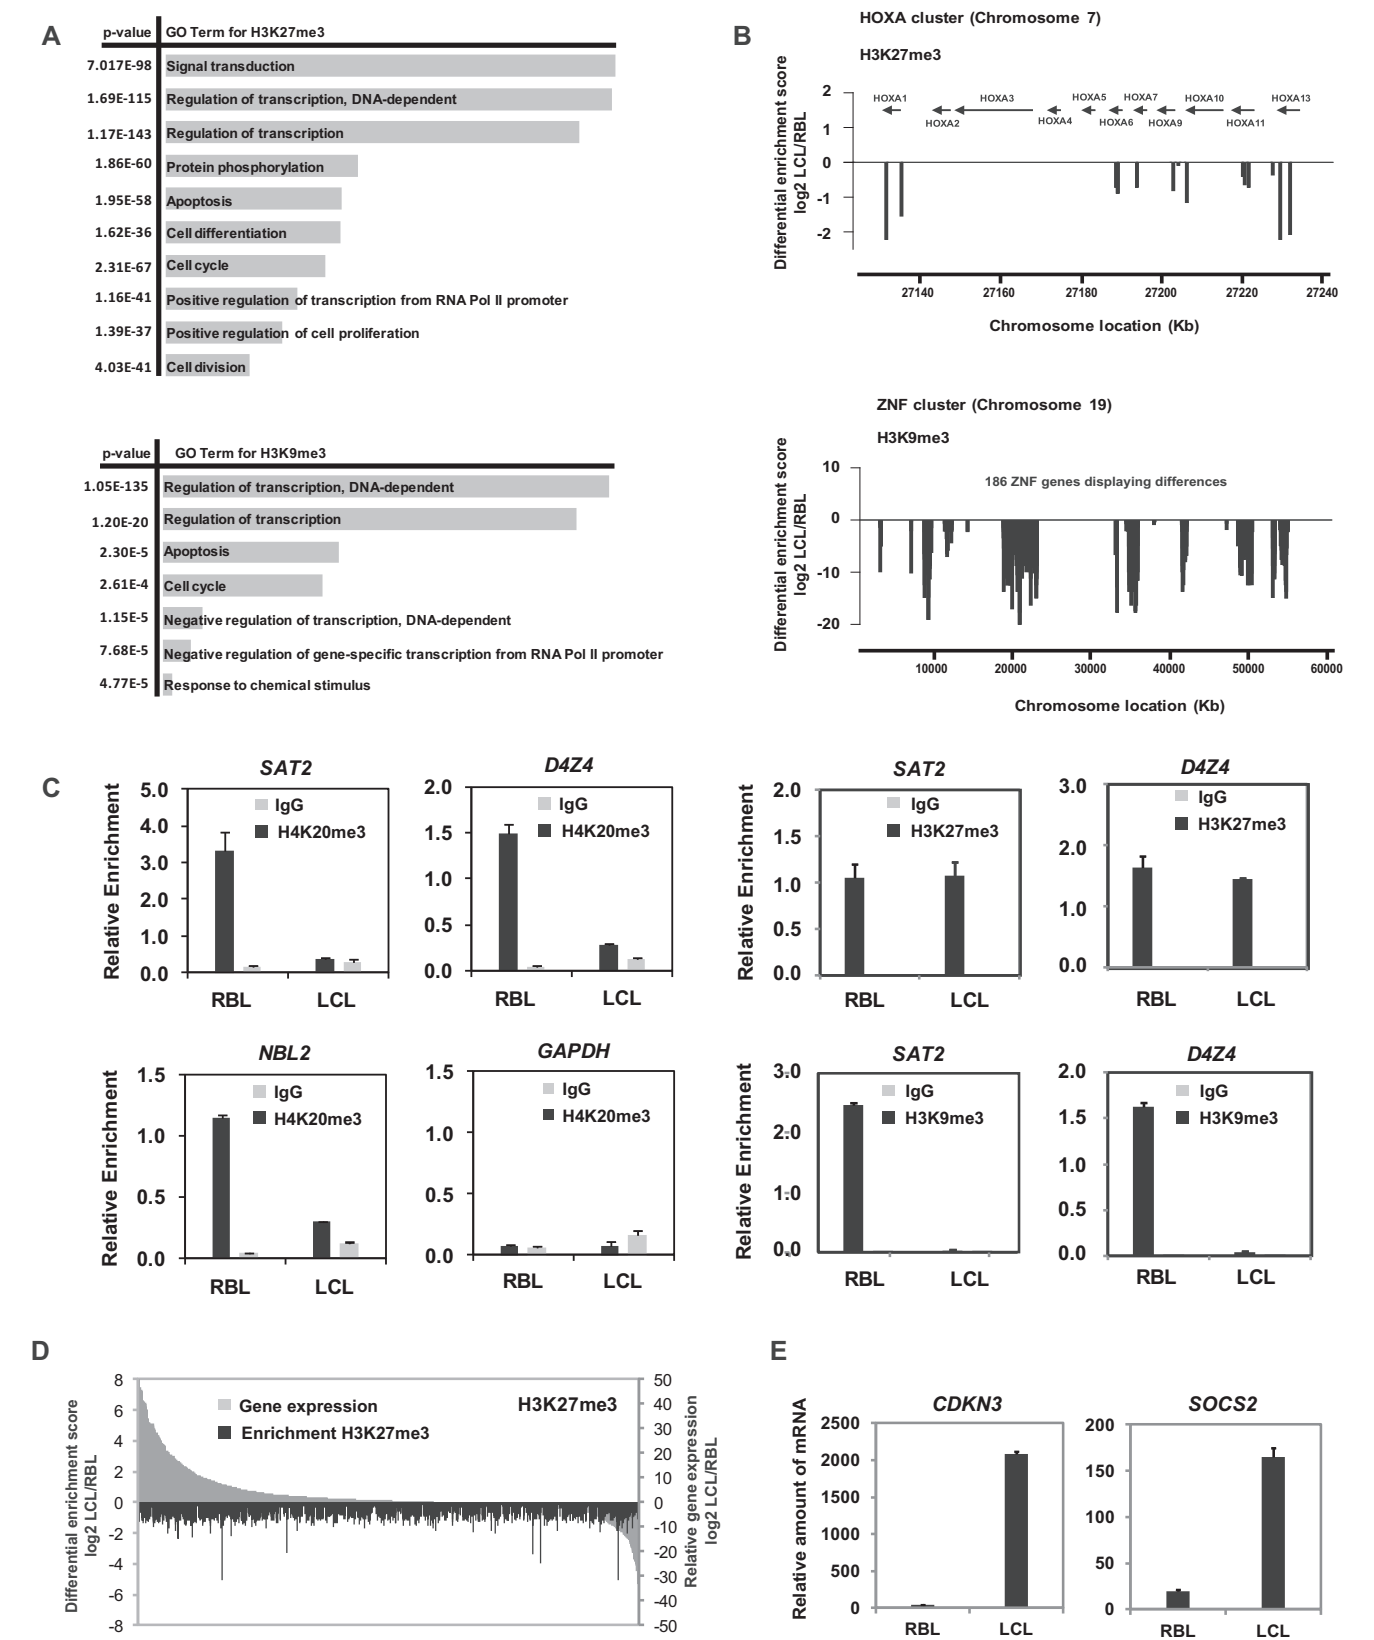 A
p-value GO Term for H3K27me3
7.017E-98 Signal transduction
1.69E-115 Regulation of transcription, DNA-dependent
1.17E-143 Regulation of transcription
1.86E-60 Protein phosphorylation
1.95E-58 Apoptosis
1.62E-36 Cell differentiation
2.31E-67 Cell cycle
1.16E-41 Positive regulation of transcription from RNA Pol II promoter
1.39E-37 Positive regulation of cell proliferation
4.03E-41 Cell division
p-value GO Term for H3K9me3
1.05E-135 Regulation of transcription, DNA-dependent
1.20E-20 Regulation of transcription
2.30E-5 Apoptosis
2.61E-4 Cell cycle
1.15E-5 Negative regulation of transcription, DNA-dependent
7.68E-5 Negative regulation of gene-specific transcription from RNA Pol II promoter
4.77E-5 Response to chemical stimulus
B
HOXA cluster (Chromosome 7)
H3K27me3
Differential enrichment score
log2 LCL/RBL
2
1
0
-1
-2
HOXA1 HOXA3 HOXA5 HOXA7 HOXA10 HOXA13
HOXA2 HOXA4 HOXA6 HOXA9 HOXA11
27140 27160 27180 27200 27220 27240
Chromosome location (Kb)
ZNF cluster (Chromosome 19)
H3K9me3
Differential enrichment score
log2 LCL/RBL
10
0
-10
-20
186 ZNF genes displaying differences
10000 20000 30000 40000 50000 60000
Chromosome location (Kb)
C
SAT2
Relative Enrichment
5.0
4.0
3.0
2.0
1.0
0.0
IgG
H4K20me3
RBL LCL
D4Z4
2.0
1.5
1.0
0.5
0.0
IgG
H4K20me3
RBL LCL
SAT2
Relative Enrichment
2.0
1.5
1.0
0.5
0.0
IgG
H3K27me3
RBL LCL
D4Z4
3.0
2.0
1.0
0.0
IgG
H3K27me3
RBL LCL
NBL2
Relative Enrichment
1.5
1.0
0.5
0.0
IgG
H4K20me3
RBL LCL
GAPDH
1.5
1.0
0.5
0.0
IgG
H4K20me3
RBL LCL
SAT2
Relative Enrichment
3.0
2.0
1.0
0.0
IgG
H3K9me3
RBL LCL
D4Z4
2.0
1.5
1.0
0.5
0.0
IgG
H3K9me3
RBL LCL
D
Differential enrichment score
log2 LCL/RBL
8
6
4
2
0
-2
-4
-6
-8
Gene expression
Enrichment H3K27me3
H3K27me3
50
40
30
20
10
0
-10
-20
-30
-40
-50
Relative gene expression
log2 LCL/RBL
E
CDKN3
Relative amount of mRNA
2500
2000
1500
1000
500
0
RBL LCL
SOCS2
200
150
100
50
0
RBL LCL